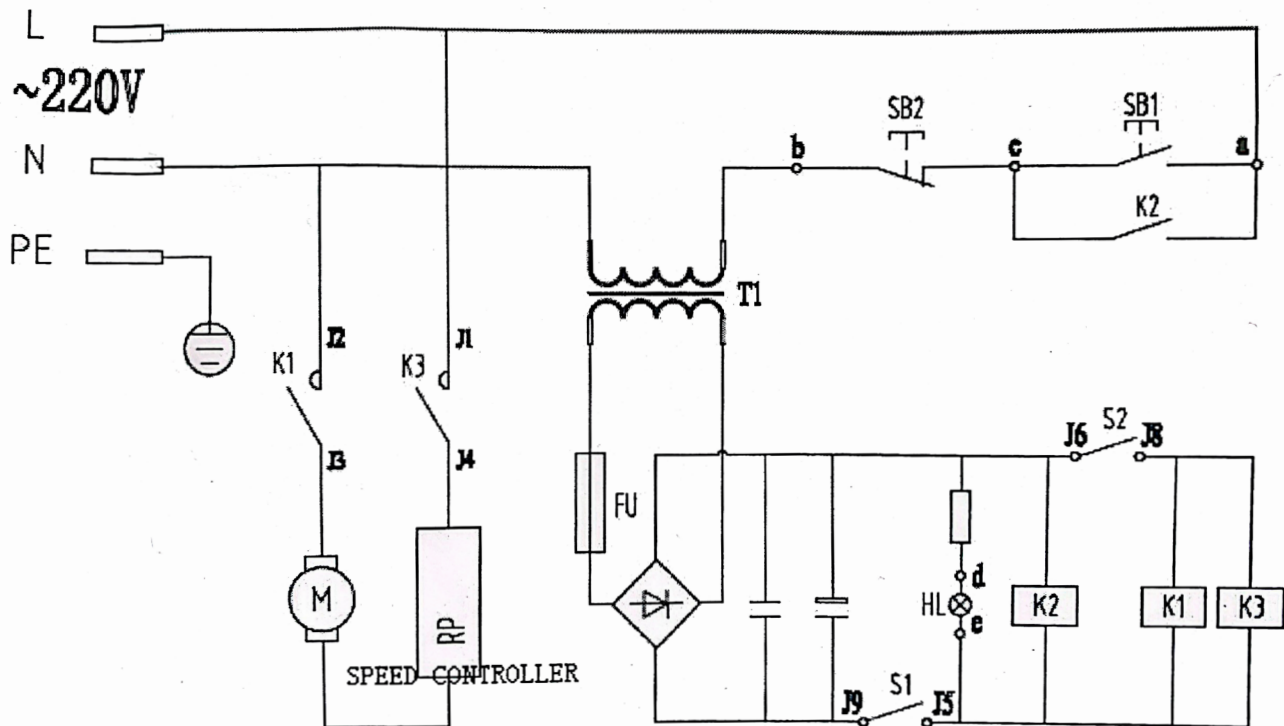 L
~220V
N
PE
SB2
SB1
b
c
a
K2
T1
J2
J1
K1
K3
J3
J4
FU
M
RP
SPEED CONTROLLER
J6
S2
J8
d
HL
e
K2
K1
K3
J9
S1
J5